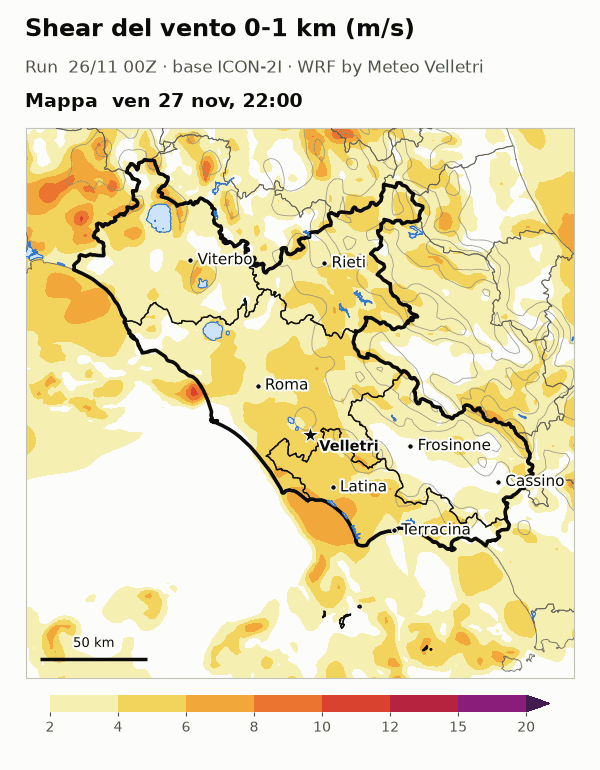 Shear del vento 0-1 km (m/s)
Run 26/11 00Z · base ICON-2I · WRF by Meteo Velletri
Mappa ven 27 nov, 22:00
Viterbo
Rieti
Roma
Velletri
Frosinone
Latina
Cassino
Terracina
50 km
2 4 6 8 10 12 15 20